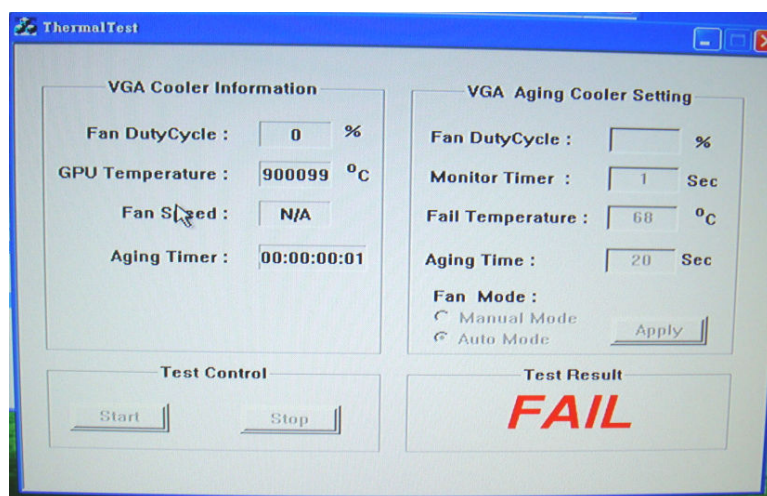 ThermalTest
VGA Cooler Information
Fan DutyCycle : 0 %
GPU Temperature : 900099 °C
Fan Speed : N/A
Aging Timer : 00:00:00:01
VGA Aging Cooler Setting
Fan DutyCycle : %
Monitor Timer : 1 Sec
Fail Temperature : 68 °C
Aging Time : 20 Sec
Fan Mode :
Manual Mode
Auto Mode
Apply
Test Control
Start Stop
Test Result
FAIL